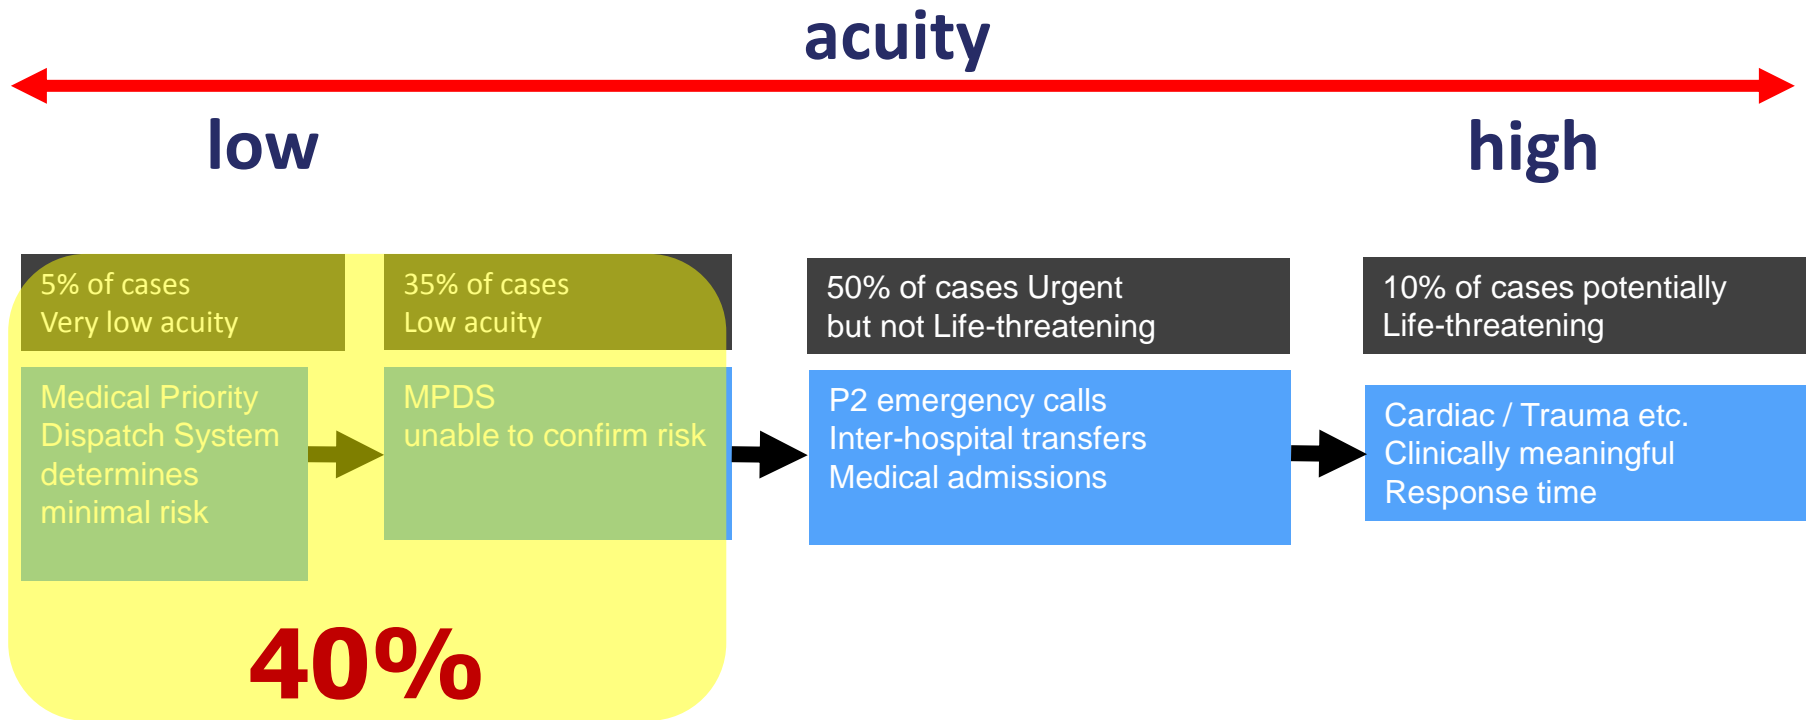 acuity
low
high
5% of cases
Very low acuity
35% of cases
Low acuity
50% of cases Urgent
but not Life-threatening
10% of cases potentially
Life-threatening
Medical Priority
Dispatch System
determines
minimal risk
MPDS
unable to confirm risk
P2 emergency calls
Inter-hospital transfers
Medical admissions
Cardiac / Trauma etc.
Clinically meaningful
Response time
40%